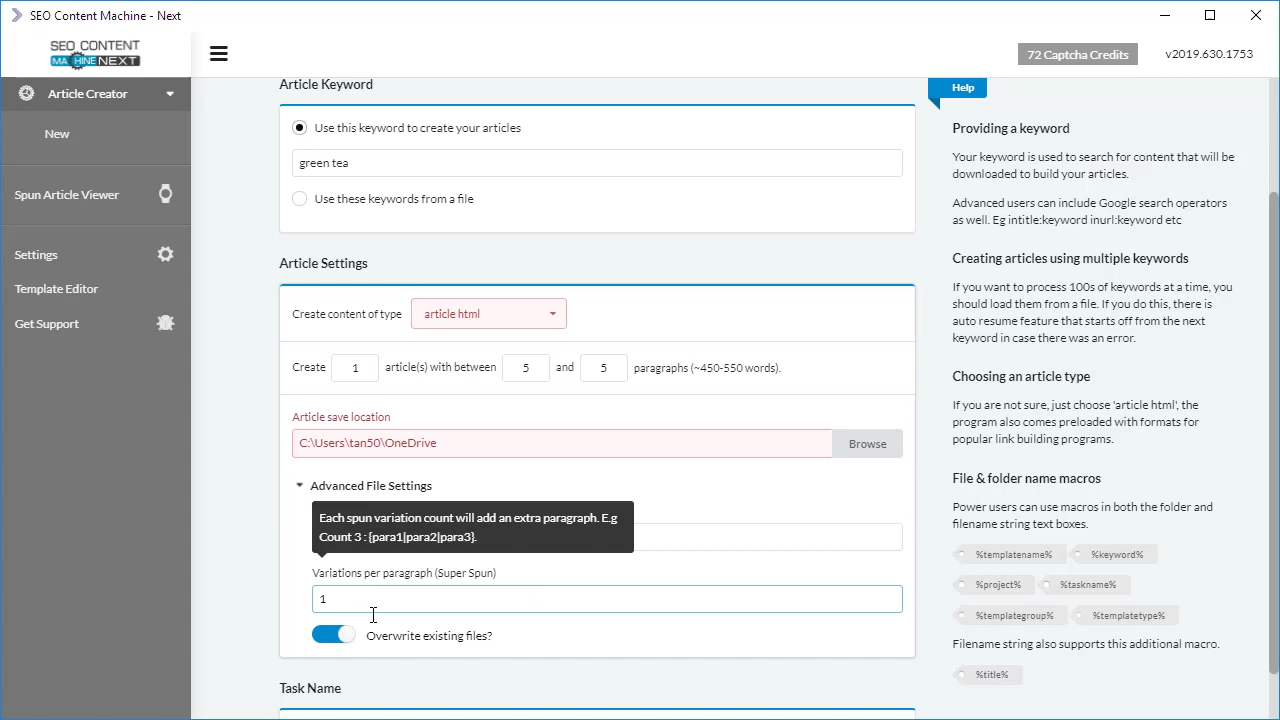 SEO Content Machine - Next
SEO CONTENT
MACHINE NEXT
72 Captcha Credits
v2019.630.1753
Article Creator
New
Spun Article Viewer
Settings
Template Editor
Get Support
Article Keyword
Use this keyword to create your articles
green tea
Use these keywords from a file
Article Settings
Create content of type
article html
Create 1 article(s) with between 5 and 5 paragraphs (~450-550 words).
Article save location
C:\Users\tan50\OneDrive
Browse
Advanced File Settings
Each spun variation count will add an extra paragraph. E.g
Count 3 : {para1|para2|para3}.
Variations per paragraph (Super Spun)
1
Overwrite existing files?
Task Name
Help
Providing a keyword
Your keyword is used to search for content that will be
downloaded to build your articles.
Advanced users can include Google search operators
as well. Eg intitle:keyword inurl:keyword etc
Creating articles using multiple keywords
If you want to process 100s of keywords at a time, you
should load them from a file. If you do this, there is
auto resume feature that starts off from the next
keyword in case there was an error.
Choosing an article type
If you are not sure, just choose 'article html', the
program also comes preloaded with formats for
popular link building programs.
File & folder name macros
Power users can use macros in both the folder and
filename string text boxes.
%templatename%
%keyword%
%project%
%taskname%
%templategroup%
%templatetype%
Filename string also supports this additional macro.
%title%